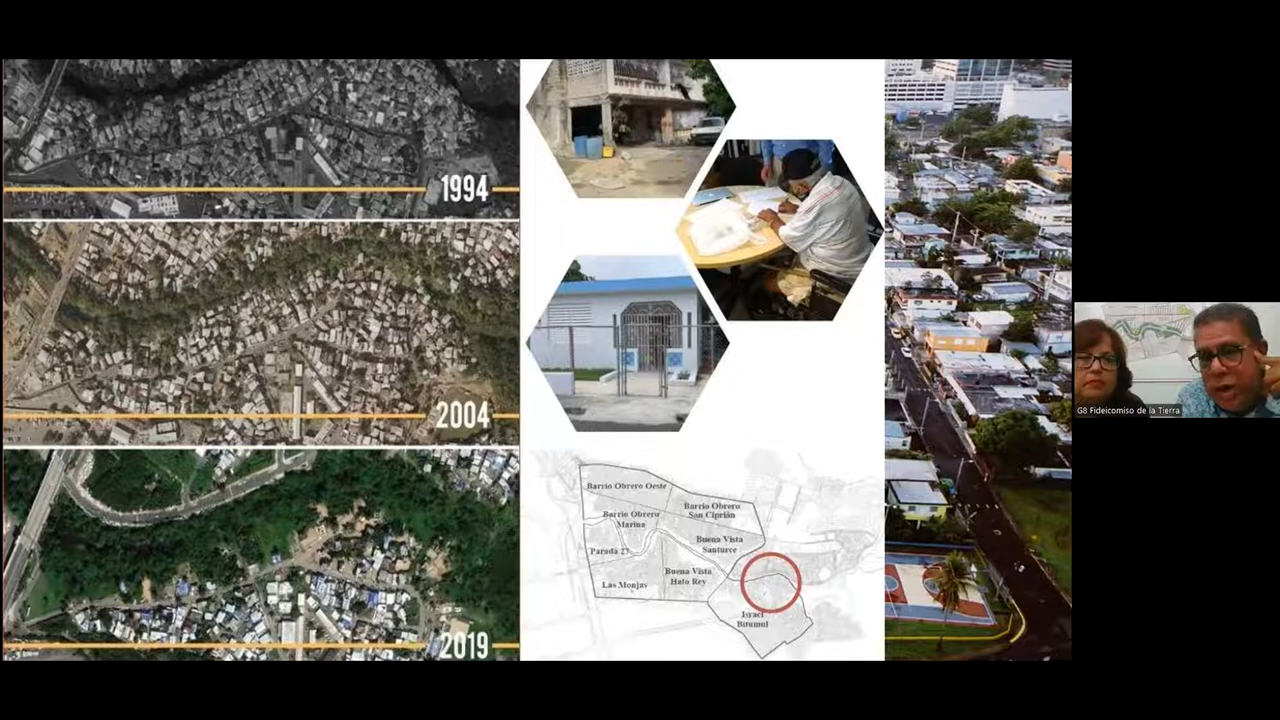 1994
2004
2019
Barrio Obrero Oeste
Barrio Obrero
Marina
Barrio Obrero
San Ciprián
Parada 27
Buena Vista
Santurce
Buena Vista
Hato Rey
Las Monjas
Israel
Bitumul
G8 Fideicomiso de la Tierra